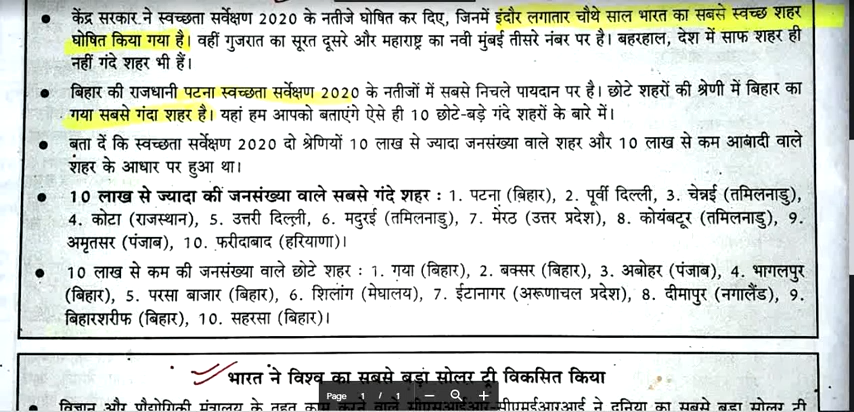 ● केंद्र सरकार ने स्वच्छता सर्वेक्षण 2020 के नतीजे घोषित कर दिए, जिनमें इंदौर लगातार चौथे साल भारत का सबसे स्वच्छ शहर
घोषित किया गया है। वहीं गुजरात का सूरत दूसरे और महाराष्ट्र का नवी मुंबई तीसरे नंबर पर है। बहरहाल, देश में साफ शहर ही
नहीं गंदे शहर भी हैं।
● बिहार की राजधानी पटना स्वच्छता सर्वेक्षण 2020 के नतीजों में सबसे निचले पायदान पर है। छोटे शहरों की श्रेणी में बिहार का
गया सबसे गंदा शहर है। यहां हम आपको बताएंगे ऐसे ही 10 छोटे-बड़े गंदे शहरों के बारे में।
● बता दें कि स्वच्छता सर्वेक्षण 2020 दो श्रेणियों 10 लाख से ज्यादा जनसंख्या वाले शहर और 10 लाख से कम आबादी वाले
शहर के आधार पर हुआ था।
● 10 लाख से ज्यादा की जनसंख्या वाले सबसे गंदे शहर : 1. पटना (बिहार), 2. पूर्वी दिल्ली, 3. चेन्नई (तमिलनाडु),
4. कोटा (राजस्थान), 5. उत्तरी दिल्ली, 6. मदुरई (तमिलनाडु), 7. मेरठ (उत्तर प्रदेश), 8. कोयंबटूर (तमिलनाडु), 9.
अमृतसर (पंजाब), 10. फरीदाबाद (हरियाणा)।
● 10 लाख से कम की जनसंख्या वाले छोटे शहर : 1. गया (बिहार), 2. बक्सर (बिहार), 3. अबोहर (पंजाब), 4. भागलपुर
(बिहार), 5. परसा बाजार (बिहार), 6. शिलांग (मेघालय), 7. ईटानगर (अरूणाचल प्रदेश), 8. दीमापुर (नगालैंड), 9.
बिहारशरीफ (बिहार), 10. सहरसा (बिहार)।
भारत ने विश्व का सबसे बड़ा सोलर ट्री विकसित किया
Page / 1 − +
● विज्ञान और प्रौद्योगिकी मंत्रालय के तहत काम करने वाले ने दुनिया का सबसे बड़ा सोलर ट्री